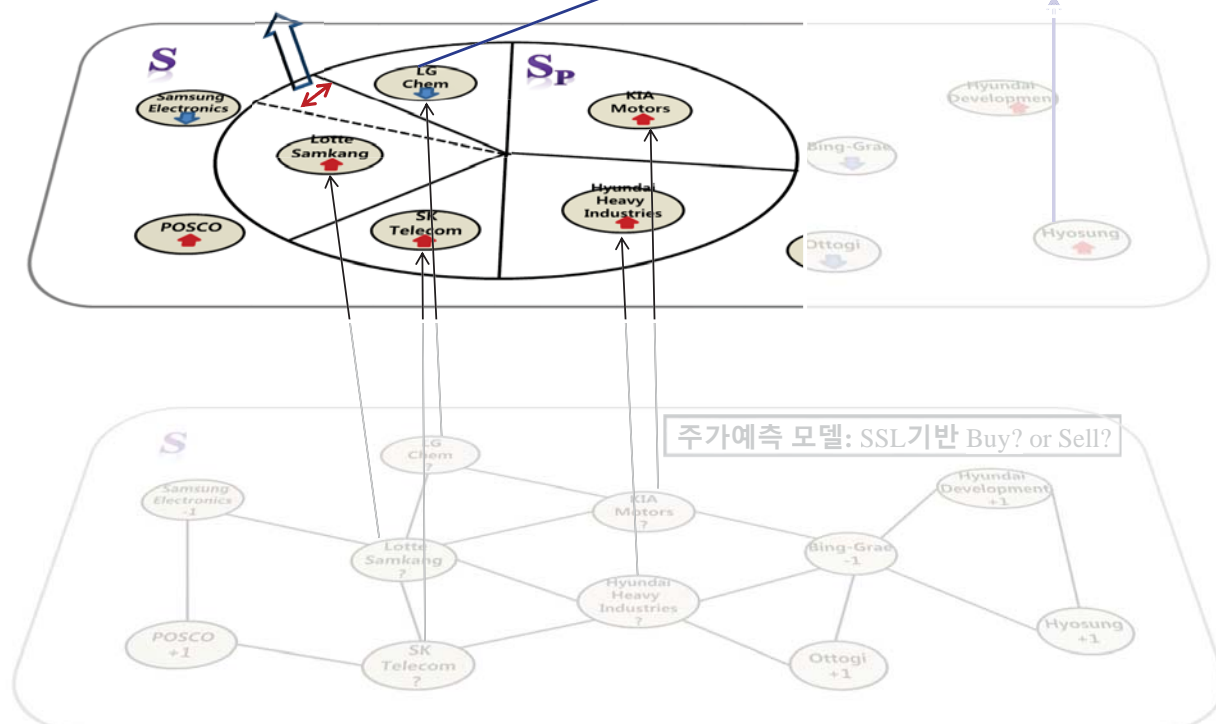 S
S_P
LG
Chem
KIA
Motors
Samsung
Electronics
Lotte
Samkang
Hyundai
Heavy
Industries
SK
Telecom
POSCO
Hyundai
Development
Bing-Grae
Ottogi
Hyosung
주가예측 모델: SSL기반 Buy? or Sell?
S
LG
Chem
?
Samsung
Electronics
-1
KIA
Motors
?
Hyundai
Development
+1
Lotte
Samkang
?
Bing-Grae
-1
Hyundai
Heavy
Industries
?
POSCO
+1
SK
Telecom
?
Ottogi
+1
Hyosung
+1